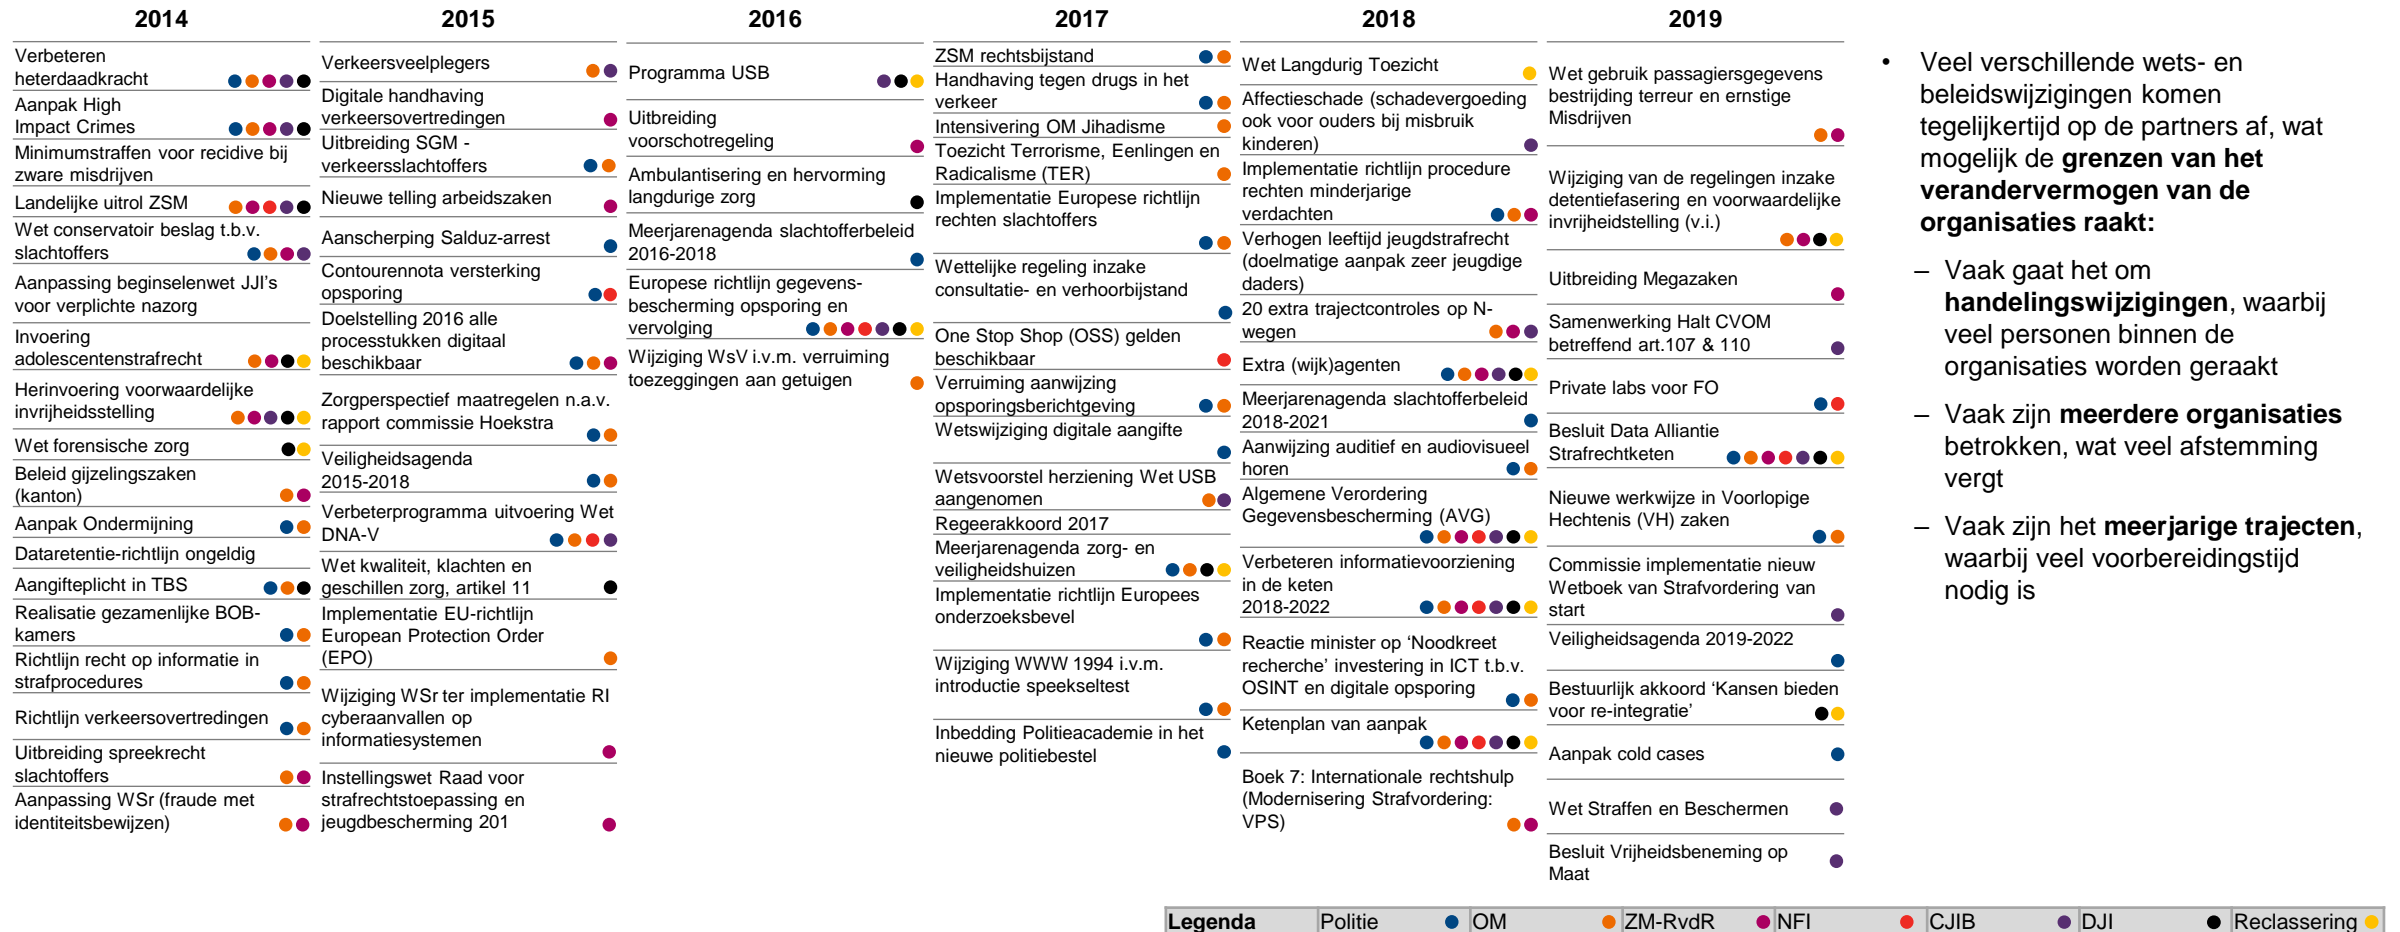 2014
Verbeteren
heterdaadkracht
Aanpak High
Impact Crimes
Minimumstraffen voor recidive bij
zware misdrijven
Landelijke uitrol ZSM
Wet conservatoir beslag t.b.v.
slachtoffers
Aanpassing beginselenwet JJI's
voor verplichte nazorg
Invoering
adolescentenstrafrecht
Herinvoering voorwaardelijke
invrijheidsstelling
Wet forensische zorg
Beleid gijzelingszaken
(kanton)
Aanpak Ondermijning
Dataretentie-richtlijn ongeldig
Aangifteplicht in TBS
Realisatie gezamenlijke BOB-
kamers
Richtlijn recht op informatie in
strafprocedures
Richtlijn verkeersovertredingen
Uitbreiding spreekrecht
slachtoffers
Aanpassing WSr (fraude met
identiteitsbewijzen)
2015
Verkeersveelplegers
Digitale handhaving
verkeersovertredingen
Uitbreiding SGM -
verkeersslachtoffers
Nieuwe telling arbeidszaken
Aanscherping Salduz-arrest
Contourennota versterking
opsporing
Doelstelling 2016 alle
processtukken digitaal
beschikbaar
Zorgperspectief maatregelen n.a.v.
rapport commissie Hoekstra
Veiligheidsagenda
2015-2018
Verbeterprogramma uitvoering Wet
DNA-V
Wet kwaliteit, klachten en
geschillen zorg, artikel 11
Implementatie EU-richtlijn
European Protection Order
(EPO)
Wijziging WSr ter implementatie RI
cyberaanvallen op
informatiesystemen
Instellingswet Raad voor
strafrechtstoepassing en
jeugdbescherming 201
2016
Programma USB
Uitbreiding
voorschotregeling
Ambulantisering en hervorming
langdurige zorg
Meerjarenagenda slachtofferbeleid
2016-2018
Europese richtlijn gegevens-
bescherming opsporing en
vervolging
Wijziging WsV i.v.m. verruiming
toezeggingen aan getuigen
2017
ZSM rechtsbijstand
Handhaving tegen drugs in het
verkeer
Intensivering OM Jihadisme
Toezicht Terrorisme, Eenlingen en
Radicalisme (TER)
Implementatie Europese richtlijn
rechten slachtoffers
Wettelijke regeling inzake
consultatie- en verhoorbijstand
One Stop Shop (OSS) gelden
beschikbaar
Verruiming aanwijzing
opsporingsberichtgeving
Wetswijziging digitale aangifte
Wetsvoorstel herziening Wet USB
aangenomen
Regeerakkoord 2017
Meerjarenagenda zorg- en
veiligheidshuizen
Implementatie richtlijn Europees
onderzoeksbevel
Wijziging WWW 1994 i.v.m.
introductie speekseltest
Inbedding Politieacademie in het
nieuwe politiebestel
2018
Wet Langdurig Toezicht
Affectieschade (schadevergoeding
ook voor ouders bij misbruik
kinderen)
Implementatie richtlijn procedure
rechten minderjarige
verdachten
Verhogen leeftijd jeugdstrafrecht
(doelmatige aanpak zeer jeugdige
daders)
20 extra trajectcontroles op N-
wegen
Extra (wijk)agenten
Meerjarenagenda slachtofferbeleid
2018-2021
Aanwijzing auditief en audiovisueel
horen
Algemene Verordering
Gegevensbescherming (AVG)
Verbeteren informatievoorziening
in de keten
2018-2022
Reactie minister op ‘Noodkreet
recherche’ investering in ICT t.b.v.
OSINT en digitale opsporing
Ketenplan van aanpak
Boek 7: Internationale rechtshulp
(Modernisering Strafvordering:
VPS)
2019
Wet gebruik passagiersgegevens
bestrijding terreur en ernstige
Misdrijven
Wijziging van de regelingen inzake
detentiefasering en voorwaardelijke
invrijheidstelling (v.i.)
Uitbreiding Megazaken
Samenwerking Halt CVOM
betreffend art.107 & 110
Private labs voor FO
Besluit Data Alliantie
Strafrechtketen
Nieuwe werkwijze in Voorlopige
Hechtenis (VH) zaken
Commissie implementatie nieuw
Wetboek van Strafvordering van
start
Veiligheidsagenda 2019-2022
Bestuurlijk akkoord ‘Kansen bieden
voor re-integratie’
Aanpak cold cases
Wet Straffen en Beschermen
Besluit Vrijheidsbeneming op
Maat
• Veel verschillende wets- en
beleidswijzigingen komen
tegelijkertijd op de partners af, wat
mogelijk de grenzen van het
verandervermogen van de
organisaties raakt:
– Vaak gaat het om
handelingswijzigingen, waarbij
veel personen binnen de
organisaties worden geraakt
– Vaak zijn meerdere organisaties
betrokken, wat veel afstemming
vergt
– Vaak zijn het meerjarige trajecten,
waarbij veel voorbereidingstijd
nodig is
Legenda Politie OM ZM-RvdR NFI CJIB DJI Reclassering